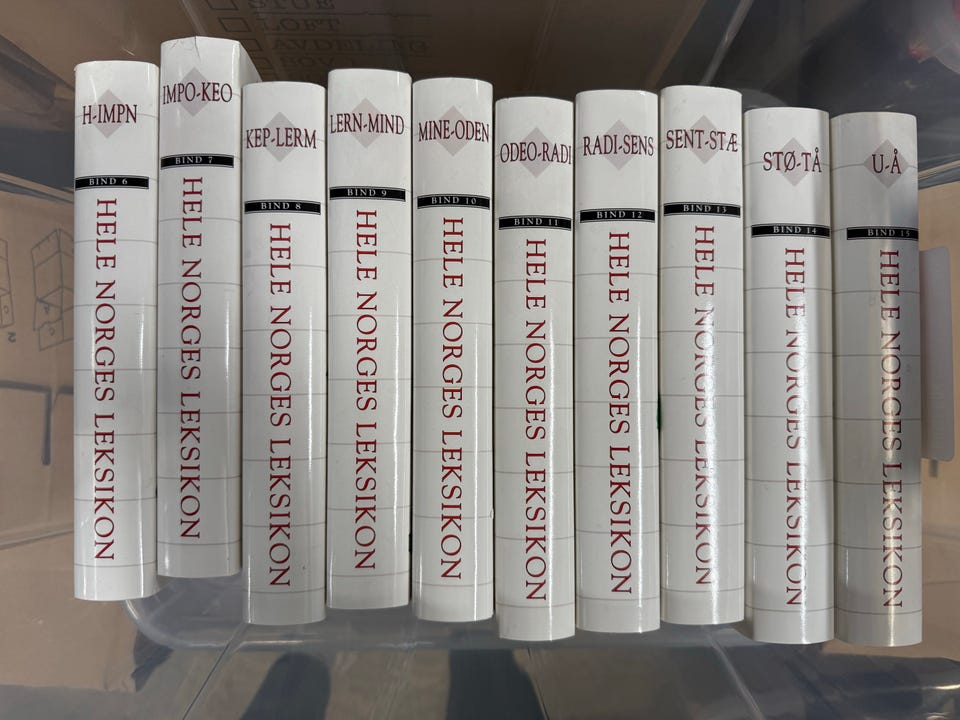 STUE
LOFT
AVDELING
H-IMPN
BIND 6
HELE NORGES LEKSIKON
IMPO-KEO
BIND 7
HELE NORGES LEKSIKON
KEP-LERM
BIND 8
HELE NORGES LEKSIKON
LERN-MIND
BIND 9
HELE NORGES LEKSIKON
MINE-ODEN
BIND 10
HELE NORGES LEKSIKON
ODEO-RADI
BIND 11
HELE NORGES LEKSIKON
RADI-SENS
BIND 12
HELE NORGES LEKSIKON
SENT-STÆ
BIND 13
HELE NORGES LEKSIKON
STØ-TÅ
BIND 14
HELE NORGES LEKSIKON
U-Å
BIND 15
HELE NORGES LEKSIKON